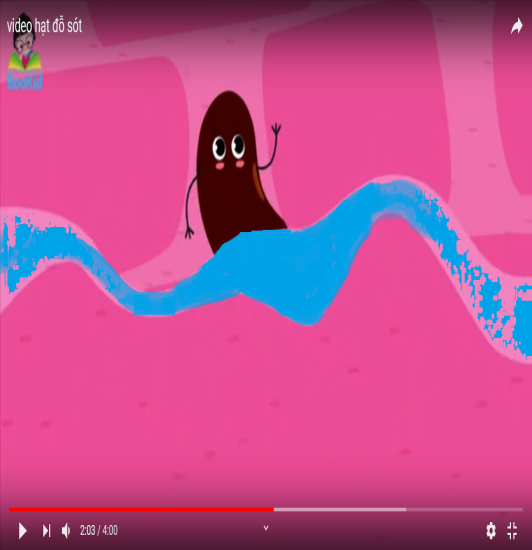 video hạt đỗ sót
BooKid
2:03 / 4:00